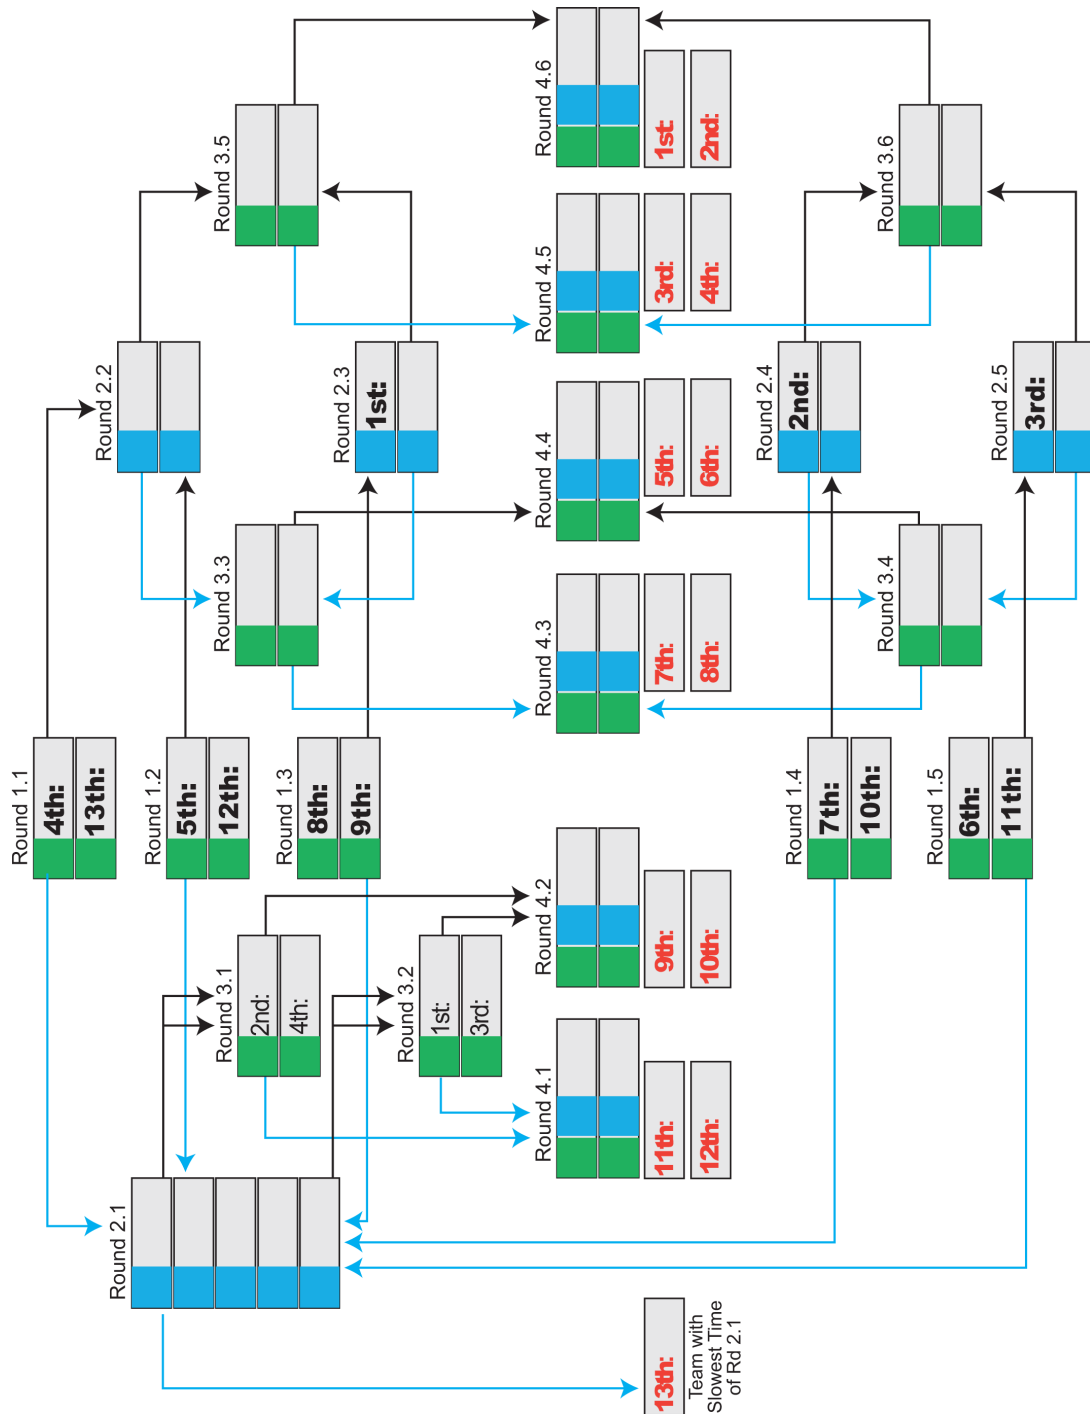 Round 1.1
4th:
13th:
Round 1.2
5th:
12th:
Round 1.3
8th:
9th:
Round 1.4
7th:
10th:
Round 1.5
6th:
11th:
Round 2.1
Round 2.2
Round 2.3
1st:
Round 2.4
2nd:
Round 2.5
3rd:
Round 3.1
2nd:
4th:
Round 3.2
1st:
3rd:
Round 3.3
Round 3.4
Round 3.5
Round 3.6
13th:
Team with
Slowest Time
of Rd 2.1
Round 4.1
11th:
12th:
Round 4.2
9th:
10th:
Round 4.3
7th:
8th:
Round 4.4
5th:
6th:
Round 4.5
3rd:
4th:
Round 4.6
1st:
2nd: